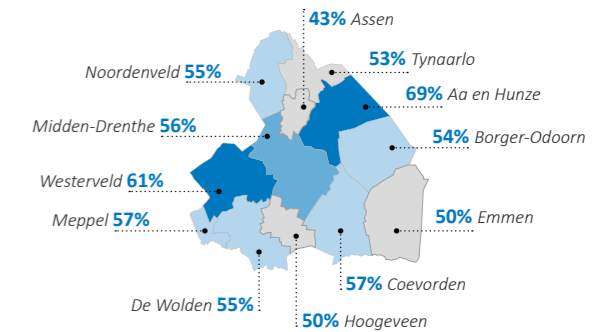 43% Assen
53% Tynaarlo
Noordenveld 55%
69% Aa en Hunze
Midden-Drenthe 56%
54% Borger-Odoorn
Westerveld 61%
Meppel 57%
50% Emmen
57% Coevorden
De Wolden 55%
50% Hoogeveen